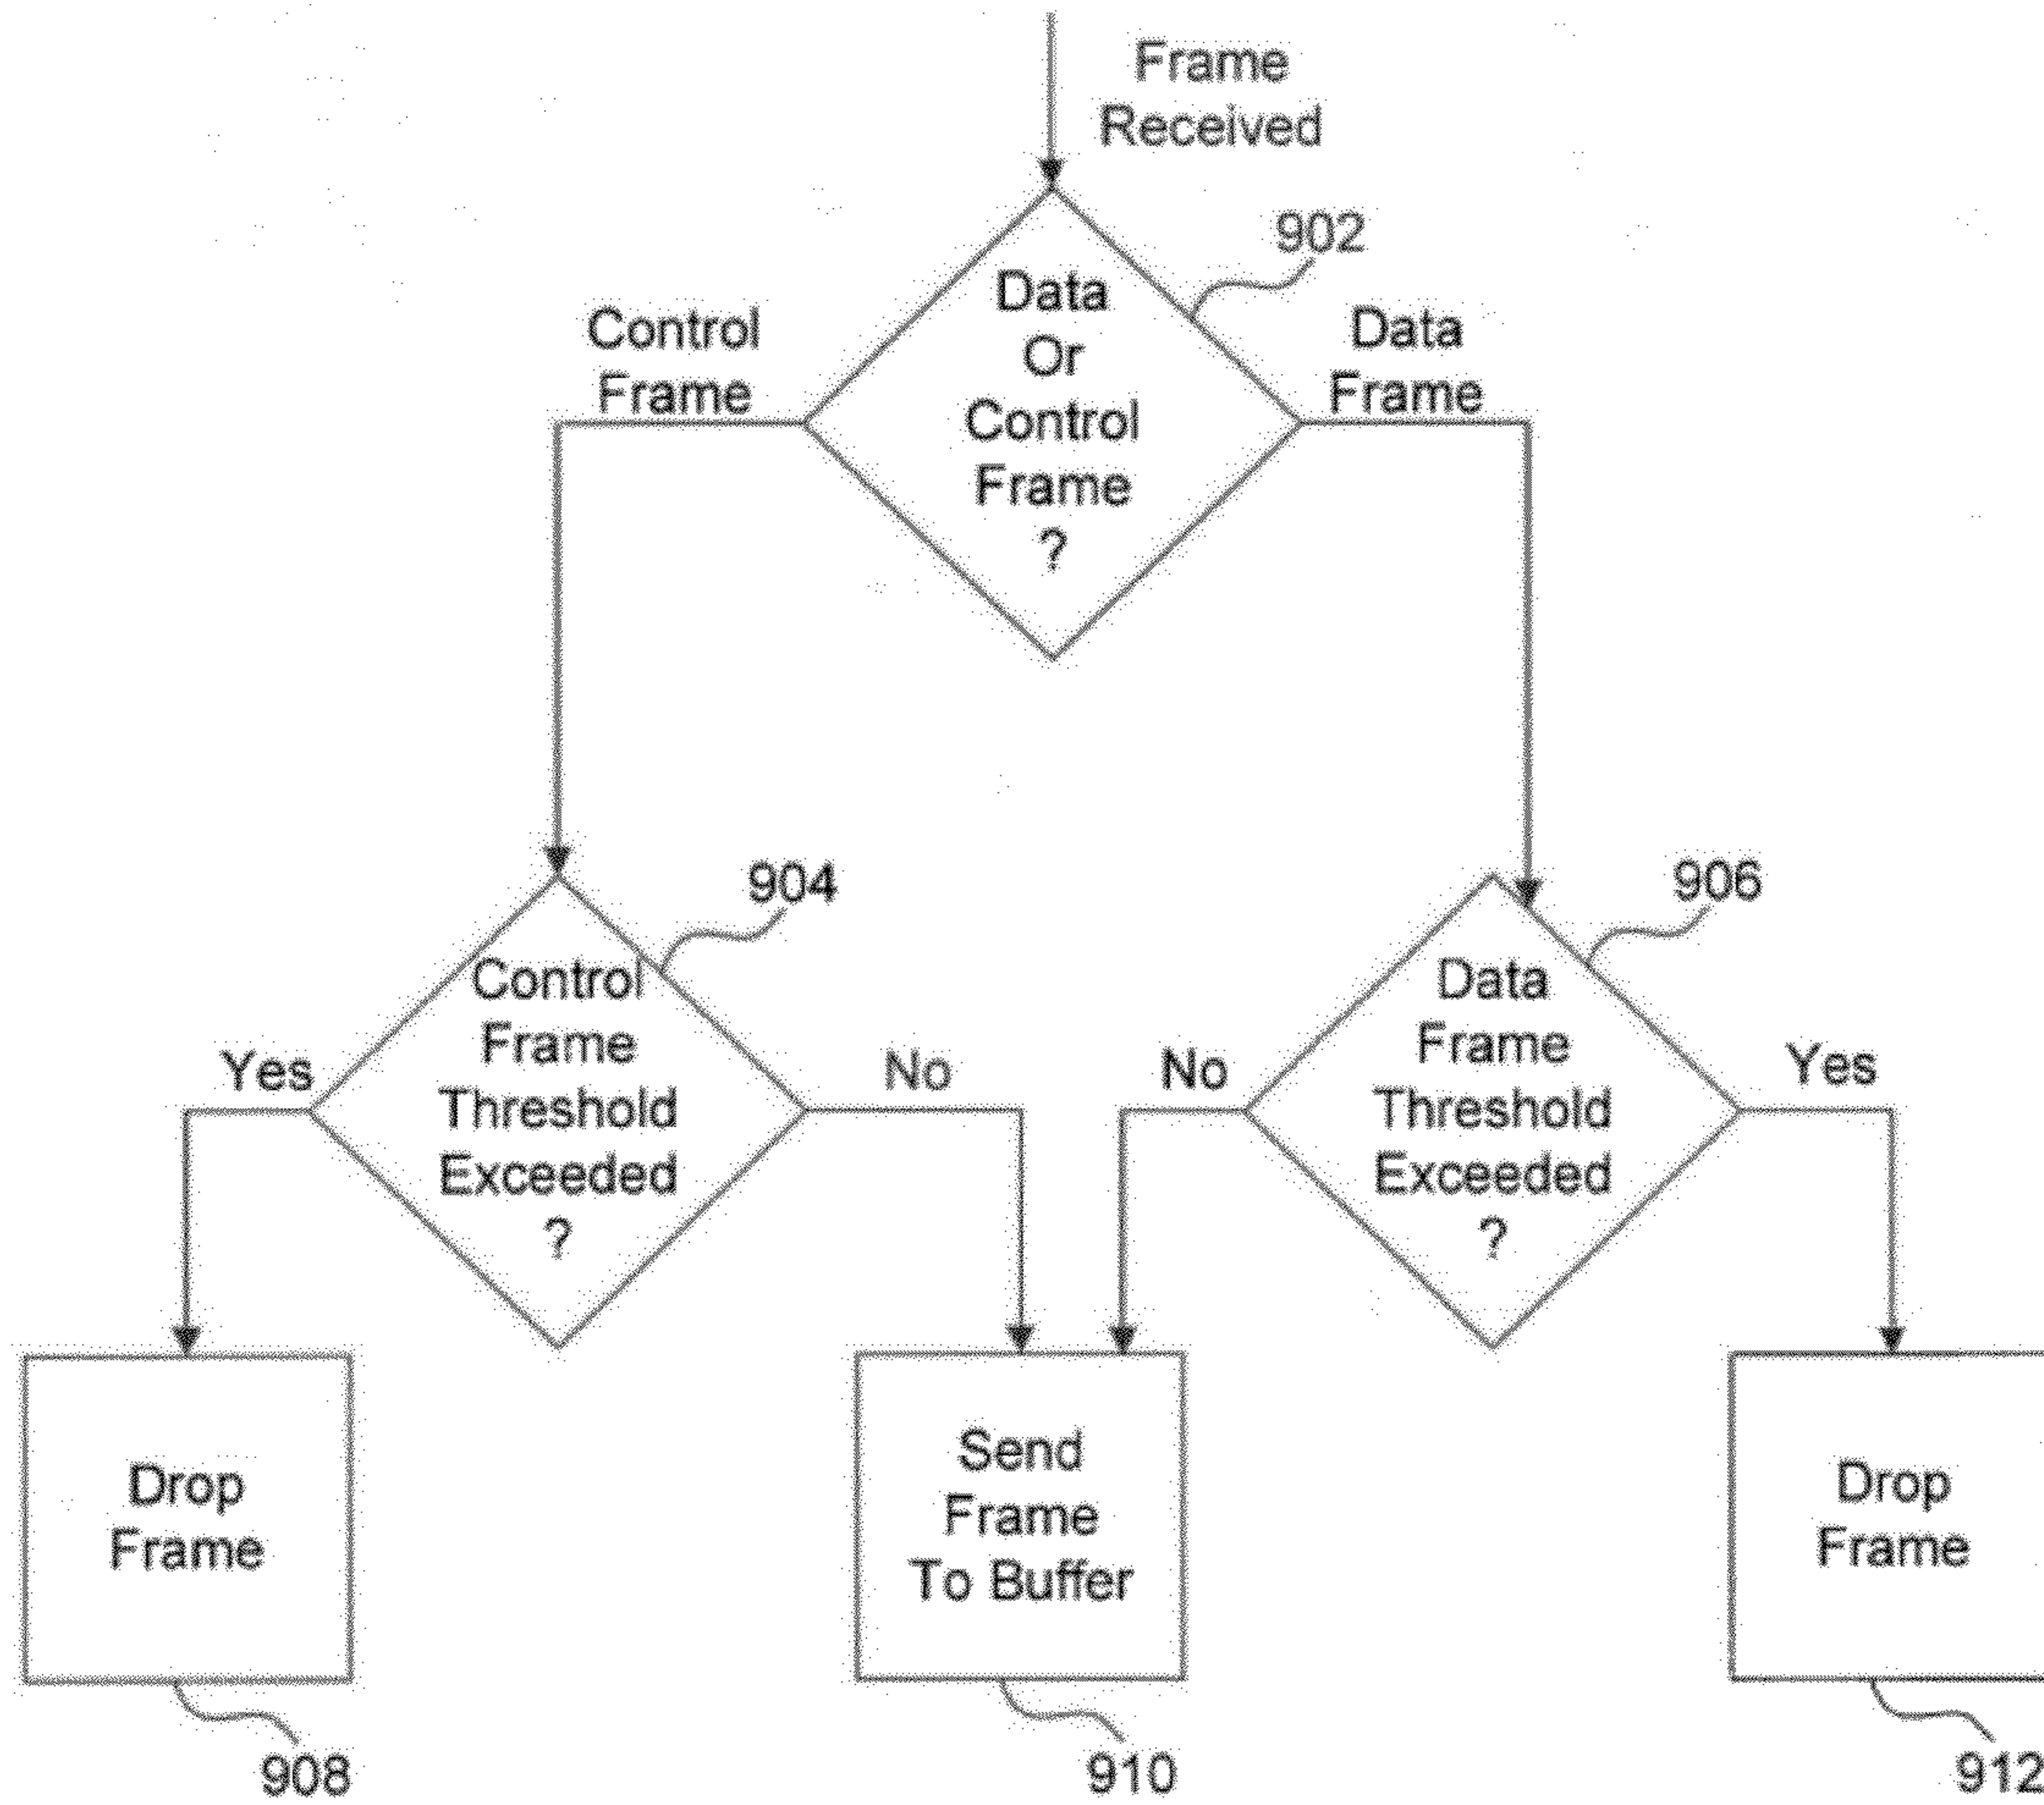 Frame
Received
902
Data
Or
Control
Frame
?
Control
Frame
Data
Frame
904
906
Control
Frame
Threshold
Exceeded
?
Data
Frame
Threshold
Exceeded
?
Yes
No
No
Yes
Drop
Frame
Send
Frame
To Buffer
Drop
Frame
908
910
912